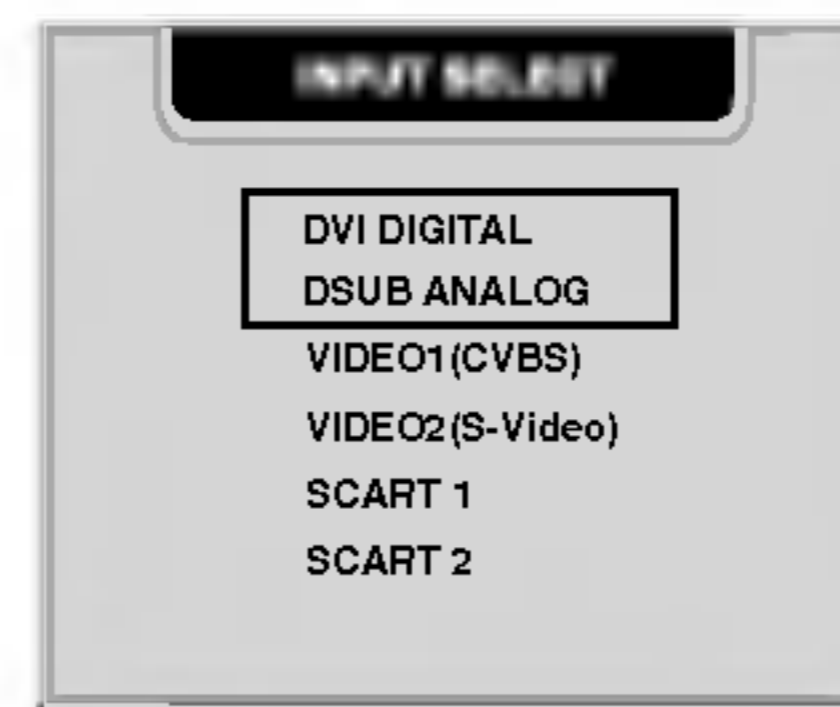 INPUT SELECT
DVI DIGITAL
DSUB ANALOG
VIDEO1(CVBS)
VIDEO2(S-Video)
SCART 1
SCART 2